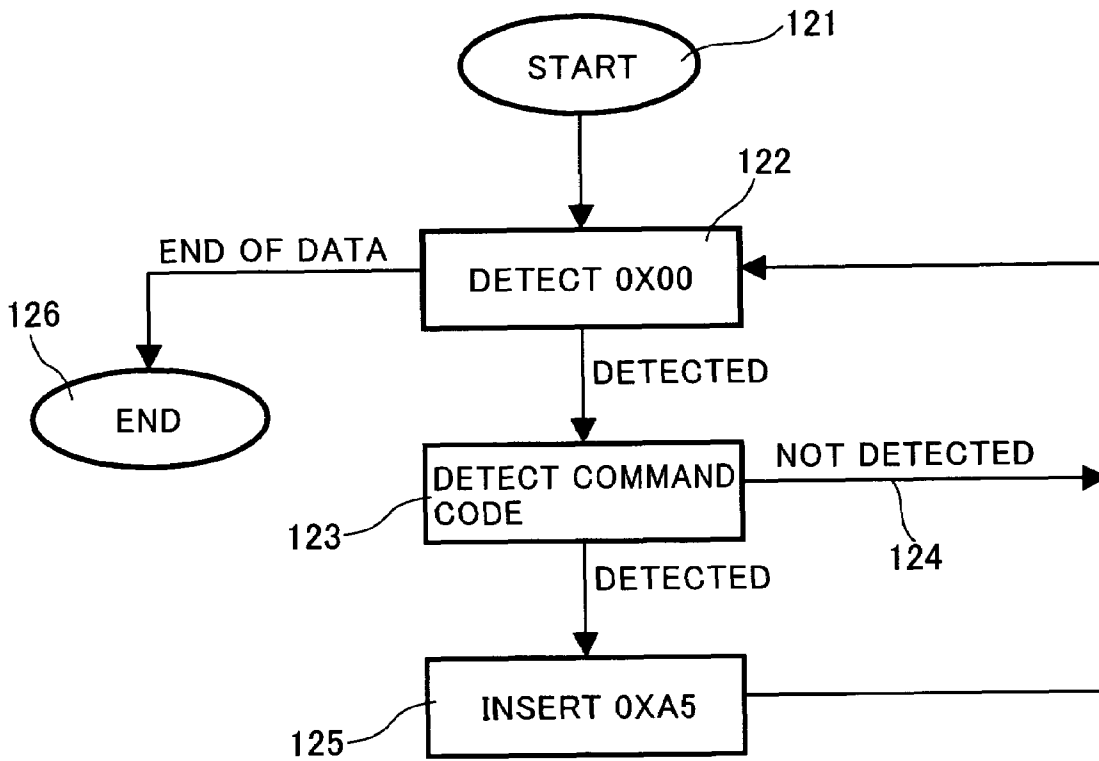 121
START
122
END OF DATA
DETECT 0X00
126
DETECTED
END
NOT DETECTED
DETECT COMMAND
CODE
123
124
DETECTED
INSERT 0XA5
125